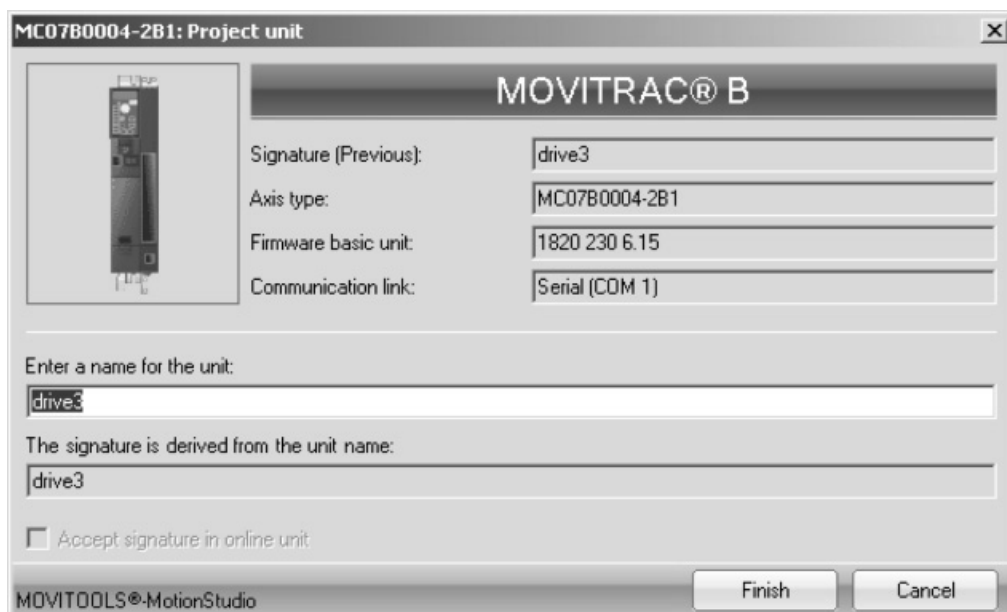 MC07B0004-2B1: Project unit
MOVITRAC® B
Signature (Previous): drive3
Axis type: MC07B0004-2B1
Firmware basic unit: 1820 230 6.15
Communication link: Serial (COM 1)
Enter a name for the unit:
drive3
The signature is derived from the unit name:
drive3
Accept signature in online unit
MOVITOOLS®-MotionStudio Finish Cancel